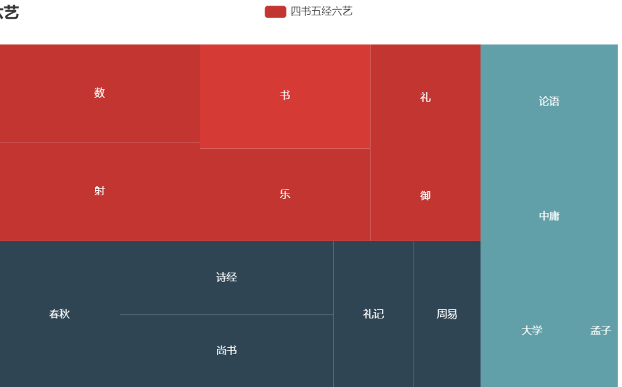 六艺
四书五经六艺
数
书
礼
论语
射
乐
御
中庸
诗经
春秋
礼记
周易
尚书
大学
孟子